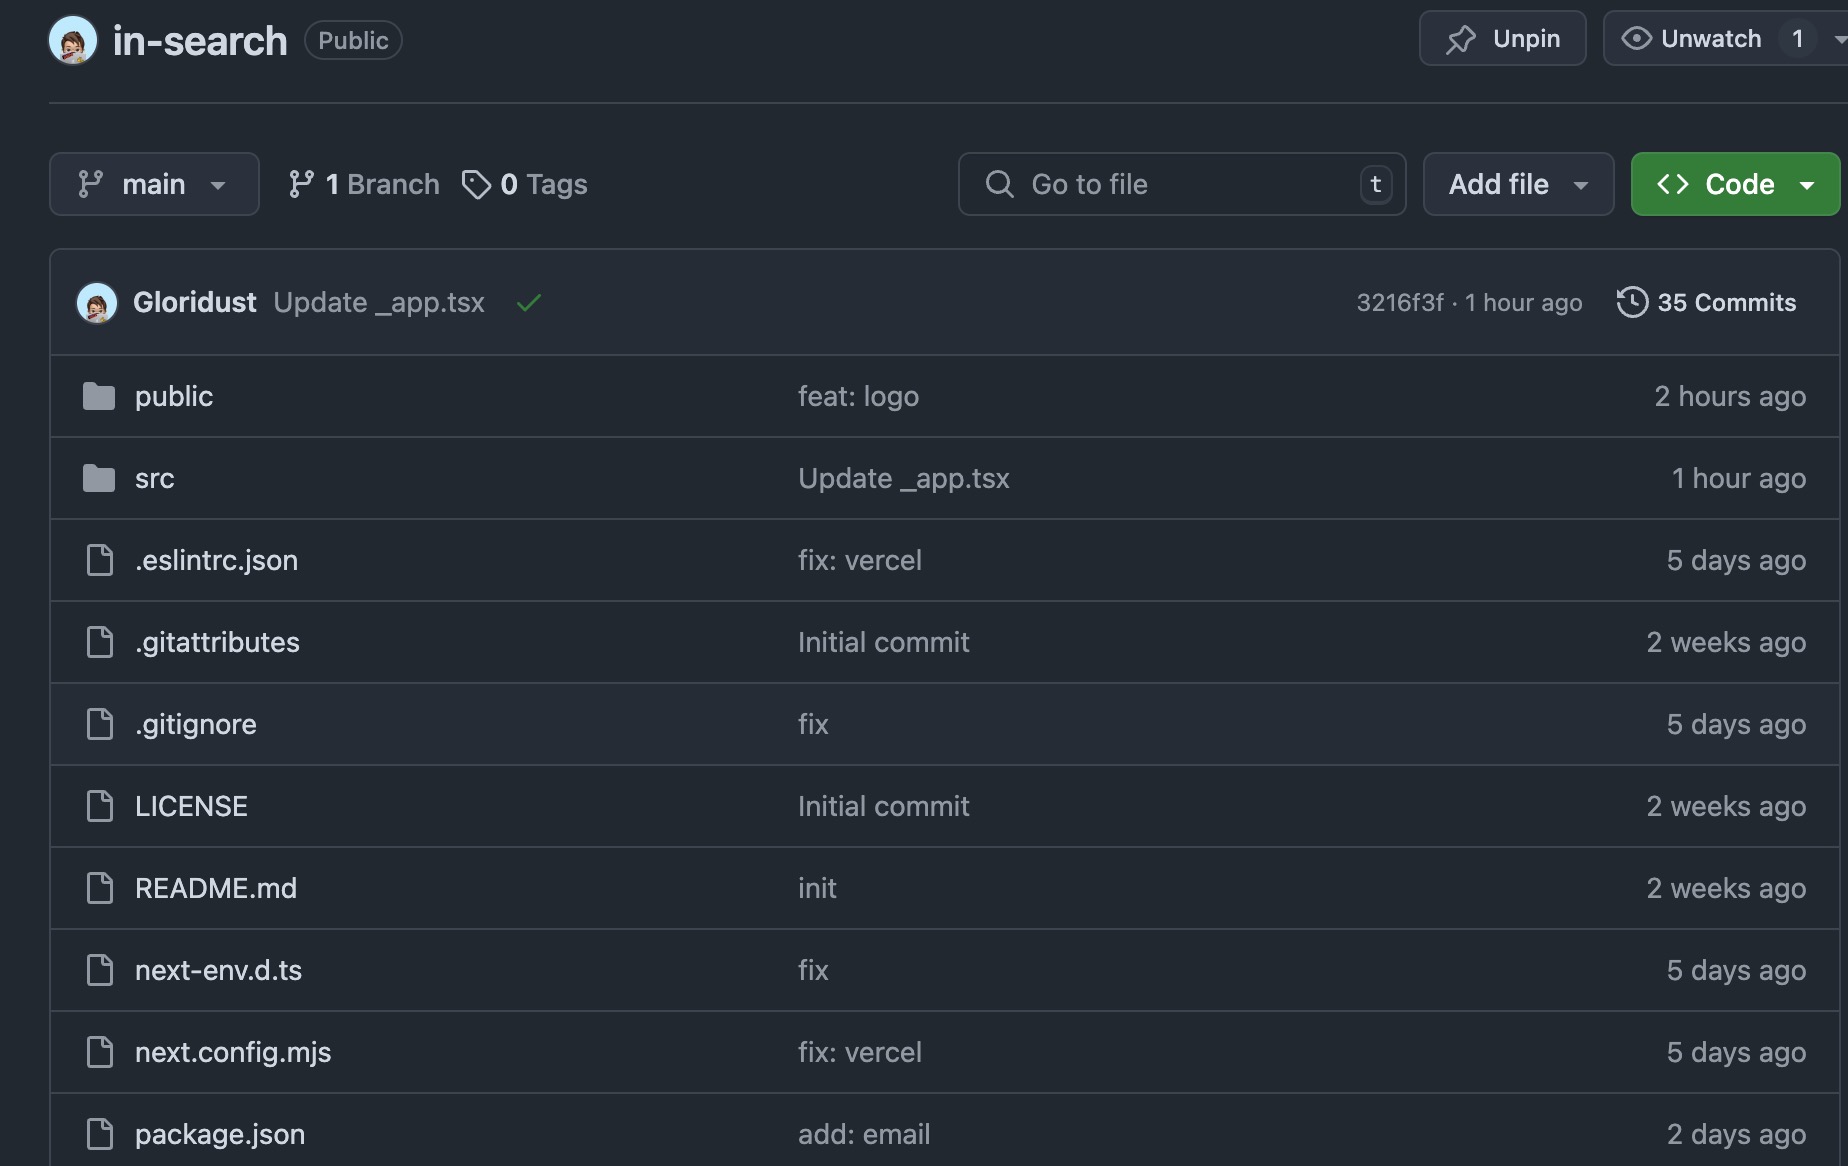 in-search Public Unpin Unwatch 1
main 1 Branch 0 Tags Go to file t Add file <> Code
Gloridust Update _app.tsx 3216f3f · 1 hour ago 35 Commits
public feat: logo 2 hours ago
src Update _app.tsx 1 hour ago
.eslintrc.json fix: vercel 5 days ago
.gitattributes Initial commit 2 weeks ago
.gitignore fix 5 days ago
LICENSE Initial commit 2 weeks ago
README.md init 2 weeks ago
next-env.d.ts fix 5 days ago
next.config.mjs fix: vercel 5 days ago
package.json add: email 2 days ago